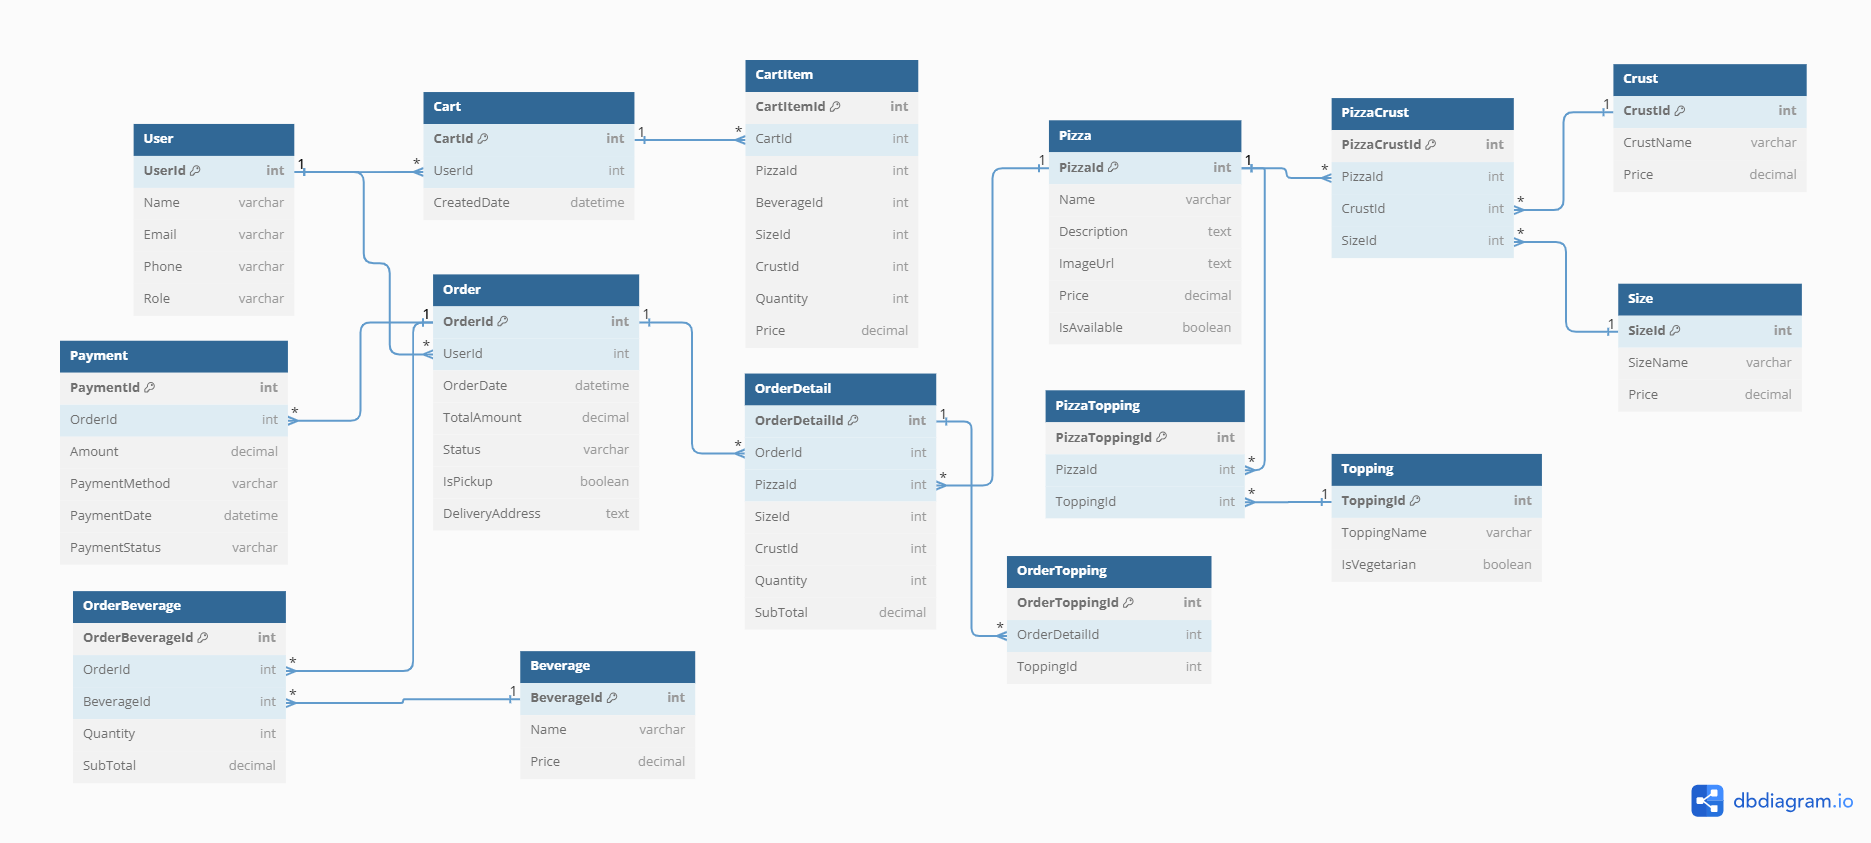 User
UserId int
Name varchar
Email varchar
Phone varchar
Role varchar
1
Cart
CartId int
UserId int
CreatedDate datetime
*
1
CartItem
CartItemId int
CartId int
PizzaId int
BeverageId int
SizeId int
CrustId int
Quantity int
Price decimal
*
Pizza
PizzaId int
Name varchar
Description text
ImageUrl text
Price decimal
IsAvailable boolean
1
1
PizzaCrust
PizzaCrustId int
PizzaId int
CrustId int
SizeId int
*
*
*
Crust
CrustId int
CrustName varchar
Price decimal
1
Size
SizeId int
SizeName varchar
Price decimal
1
Payment
PaymentId int
OrderId int
Amount decimal
PaymentMethod varchar
PaymentDate datetime
PaymentStatus varchar
*
Order
OrderId int
UserId int
OrderDate datetime
TotalAmount decimal
Status varchar
IsPickup boolean
DeliveryAddress text
1
*
1
OrderDetail
OrderDetailId int
OrderId int
PizzaId int
SizeId int
CrustId int
Quantity int
SubTotal decimal
1
*
*
PizzaTopping
PizzaToppingId int
PizzaId int
ToppingId int
*
*
Topping
ToppingId int
ToppingName varchar
IsVegetarian boolean
1
OrderTopping
OrderToppingId int
OrderDetailId int
ToppingId int
*
OrderBeverage
OrderBeverageId int
OrderId int
BeverageId int
Quantity int
SubTotal decimal
*
*
Beverage
BeverageId int
Name varchar
Price decimal
1
dbdiagram.io